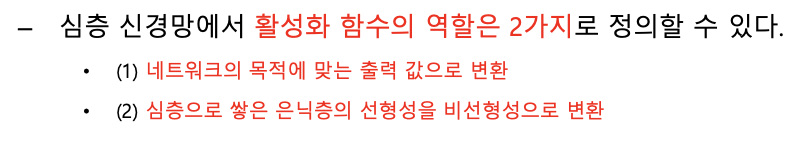 – 심층 신경망에서 활성화 함수의 역할은 2가지로 정의할 수 있다.
• (1) 네트워크의 목적에 맞는 출력 값으로 변환
• (2) 심층으로 쌓은 은닉층의 선형성을 비선형성으로 변환